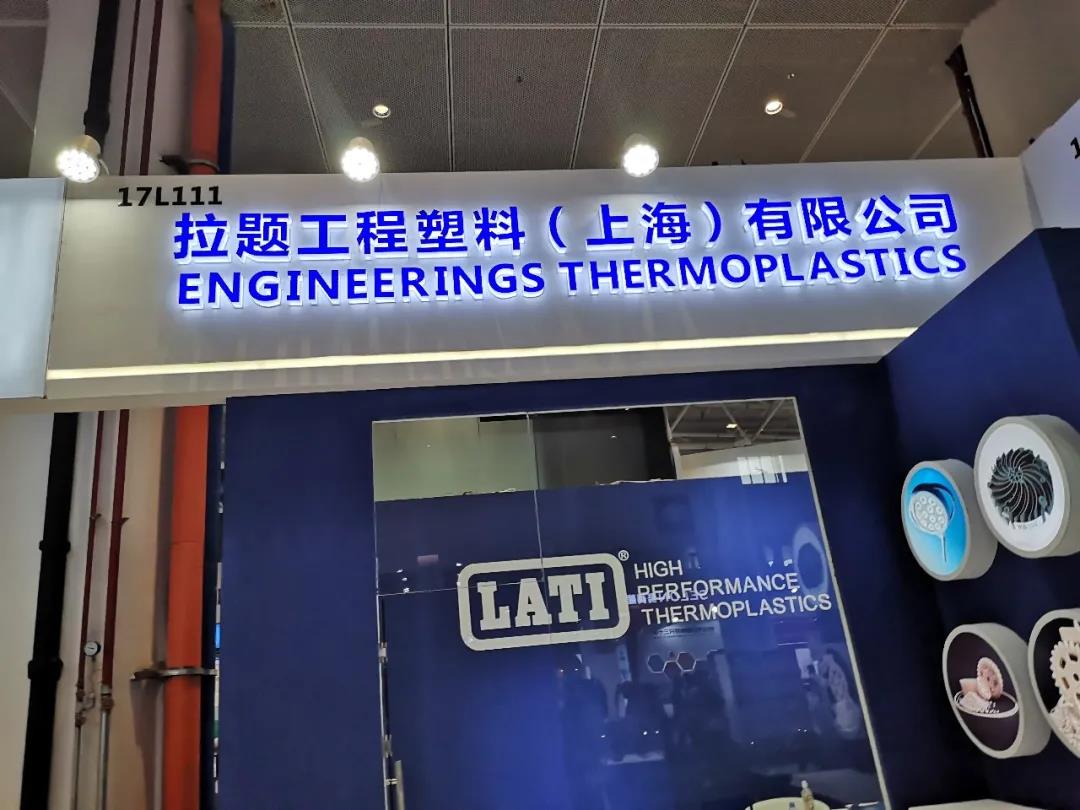 17L111
拉题工程塑料（上海）有限公司
ENGINEERINGS THERMOPLASTICS
LATI®
HIGH
PERFORMANCE
THERMOPLASTICS